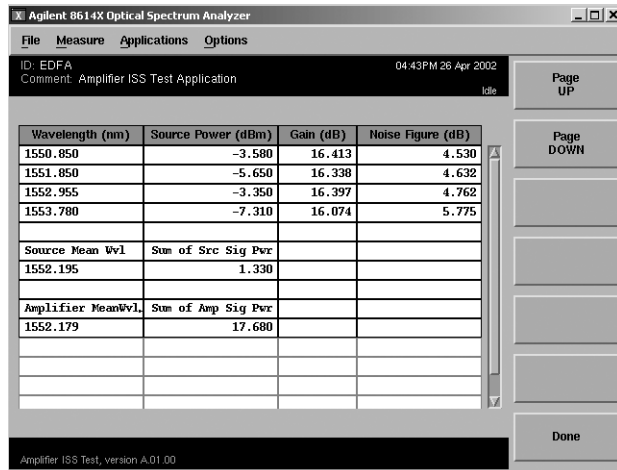 X Agilent 8614X Optical Spectrum Analyzer
File Measure Applications Options
ID: EDFA 04:43PM 26 Apr 2002
Comment: Amplifier ISS Test Application
Idle
Page UP
Page DOWN
Wavelength (nm) Source Power (dBm) Gain (dB) Noise Figure (dB)
1550.850 -3.580 16.413 4.530
1551.850 -5.650 16.338 4.632
1552.955 -3.350 16.397 4.762
1553.780 -7.310 16.074 5.775
Source Mean Wvl Sum of Src Sig Pwr
1552.195 1.330
Amplifier MeanWvl. Sum of Amp Sig Pwr
1552.179 17.680
Done
Amplifier ISS Test, version A.01.00